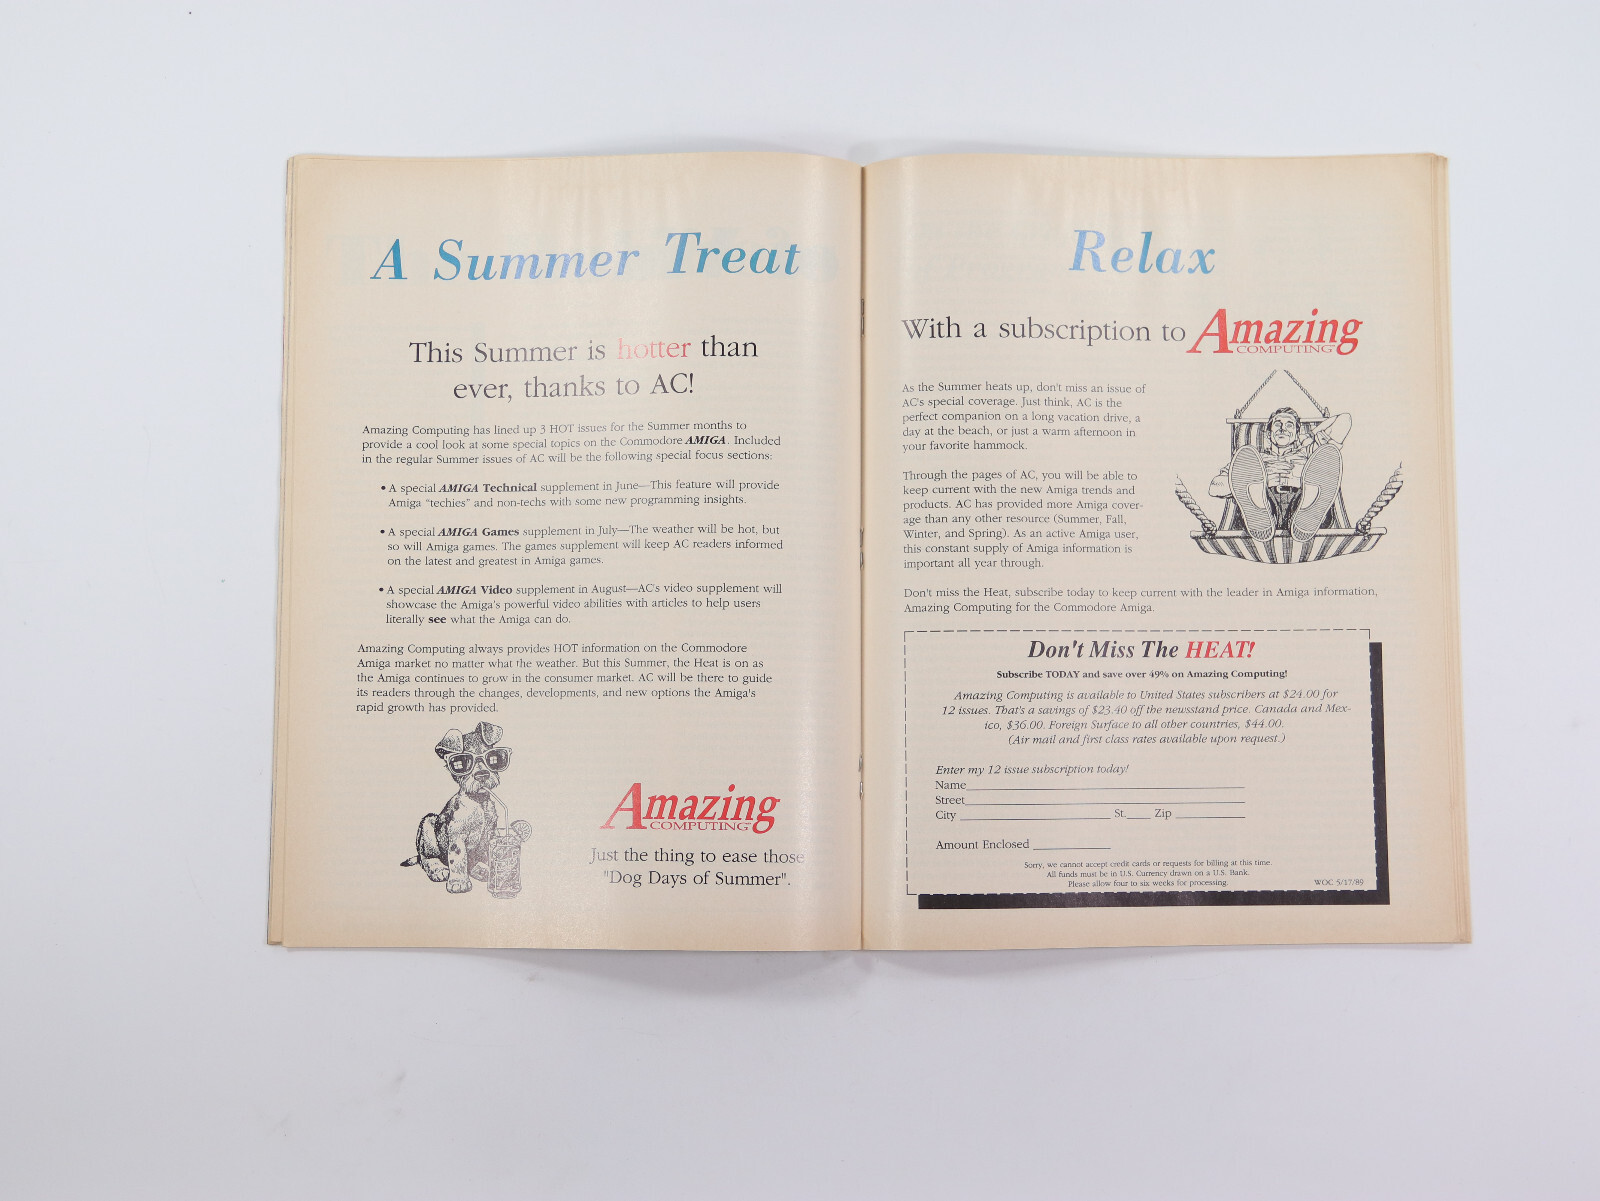 A Summer Treat
This Summer is hotter than
ever, thanks to AC!
Amazing Computing has lined up 3 HOT issues for the Summer months to
provide a cool look at some special topics on the Commodore AMIGA. Included
in the regular Summer issues of AC will be the following special focus sections:
• A special AMIGA Technical supplement in June—This feature will provide
Amiga "techies" and non-techs with some new programming insights.
• A special AMIGA Games supplement in July—The weather will be hot, but
so will Amiga games. The games supplement will keep AC readers informed
on the latest and greatest in Amiga games.
• A special AMIGA Video supplement in August—AC's video supplement will
showcase the Amiga's powerful video abilities with articles to help users
literally see what the Amiga can do.
Amazing Computing always provides HOT information on the Commodore
Amiga market no matter what the weather. But this Summer, the Heat is on as
the Amiga continues to grow in the consumer market. AC will be there to guide
its readers through the changes, developments, and new options the Amiga's
rapid growth has provided.
Amazing
COMPUTING™
Just the thing to ease those
"Dog Days of Summer".
Relax
With a subscription to Amazing
COMPUTING™
As the Summer heats up, don't miss an issue of
AC's special coverage. Just think, AC is the
perfect companion on a long vacation drive, a
day at the beach, or just a warm afternoon in
your favorite hammock.
Through the pages of AC, you will be able to
keep current with the new Amiga trends and
products. AC has provided more Amiga cover-
age than any other resource (Summer, Fall,
Winter, and Spring). As an active Amiga user,
this constant supply of Amiga information is
important all year through.
Don't miss the Heat, subscribe today to keep current with the leader in Amiga information,
Amazing Computing for the Commodore Amiga.
Don't Miss The HEAT!
Subscribe TODAY and save over 49% on Amazing Computing!
Amazing Computing is available to United States subscribers at $24.00 for
12 issues. That's a savings of $23.40 off the newsstand price. Canada and Mex-
ico, $36.00. Foreign Surface to all other countries, $44.00.
(Air mail and first class rates available upon request.)
Enter my 12 issue subscription today!
Name
Street
City St. Zip
Amount Enclosed
Sorry, we cannot accept credit cards or requests for billing at this time.
All funds must be in U.S. Currency drawn on a U.S. Bank.
Please allow four to six weeks for processing.
WOC 5/17/89